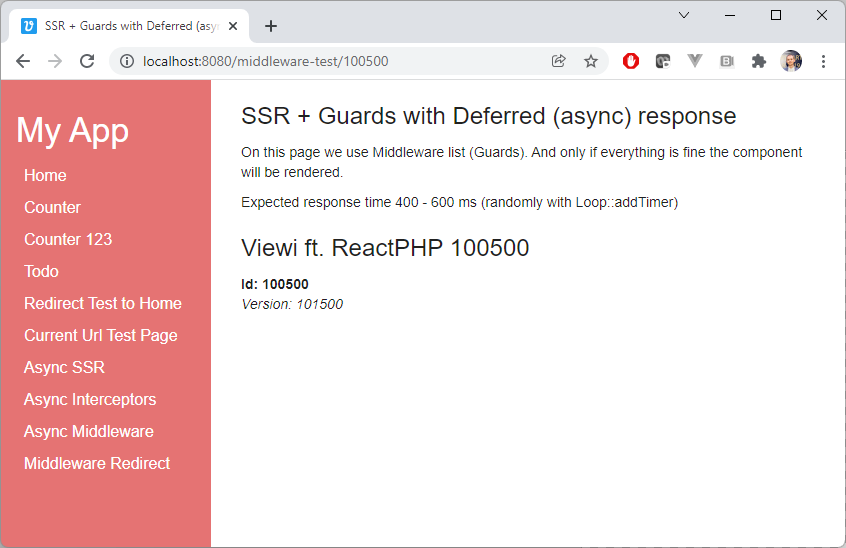 SSR + Guards with Deferred (asyn
localhost:8080/middleware-test/100500
My App
Home
Counter
Counter 123
Todo
Redirect Test to Home
Current Url Test Page
Async SSR
Async Interceptors
Async Middleware
Middleware Redirect
SSR + Guards with Deferred (async) response
On this page we use Middleware list (Guards). And only if everything is fine the component
will be rendered.
Expected response time 400 - 600 ms (randomly with Loop::addTimer)
Viewi ft. ReactPHP 100500
Id: 100500
Version: 101500